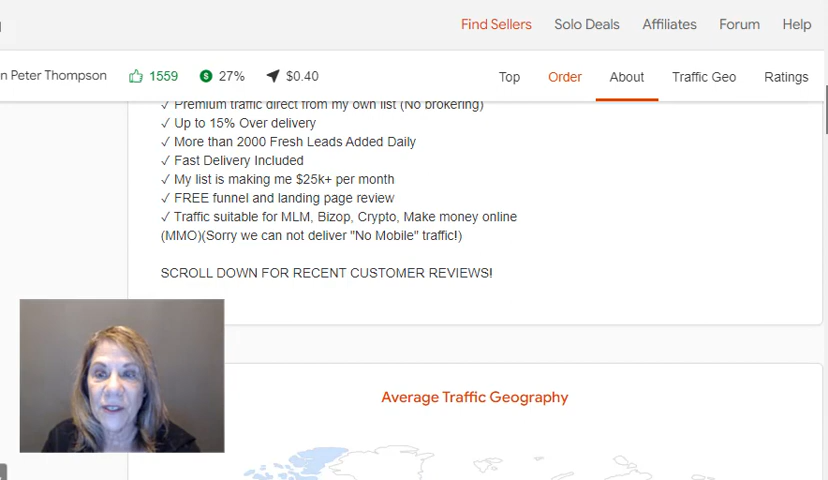 Find Sellers Solo Deals Affiliates Forum Help
n Peter Thompson 1559 27% $0.40 Top Order About Traffic Geo Ratings
✓ Premium traffic direct from my own list (No brokering)
✓ Up to 15% Over delivery
✓ More than 2000 Fresh Leads Added Daily
✓ Fast Delivery Included
✓ My list is making me $25k+ per month
✓ FREE funnel and landing page review
✓ Traffic suitable for MLM, Bizop, Crypto, Make money online
(MMO)(Sorry we can not deliver "No Mobile" traffic!)
SCROLL DOWN FOR RECENT CUSTOMER REVIEWS!
Average Traffic Geography